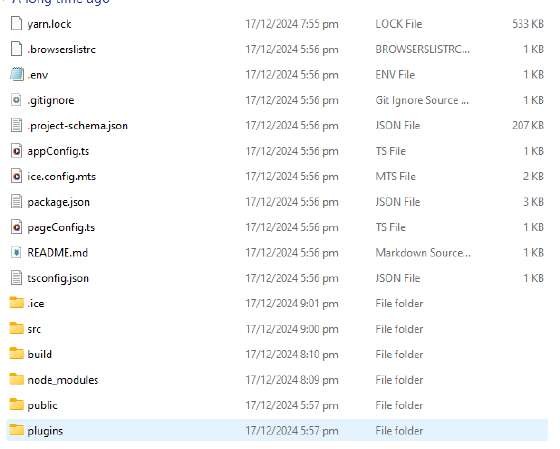 A long time ago
yarn.lock 17/12/2024 7:55 pm LOCK File 533 KB
.browserslistrc 17/12/2024 5:56 pm BROWSERSLISTRC... 1 KB
.env 17/12/2024 5:56 pm ENV File 1 KB
.gitignore 17/12/2024 5:56 pm Git Ignore Source ... 1 KB
.project-schema.json 17/12/2024 5:56 pm JSON File 207 KB
appConfig.ts 17/12/2024 5:56 pm TS File 1 KB
ice.config.mts 17/12/2024 5:56 pm MTS File 2 KB
package.json 17/12/2024 5:56 pm JSON File 3 KB
pageConfig.ts 17/12/2024 5:56 pm TS File 1 KB
README.md 17/12/2024 5:56 pm Markdown Source... 1 KB
tsconfig.json 17/12/2024 5:56 pm JSON File 1 KB
.ice 17/12/2024 9:01 pm File folder
src 17/12/2024 9:00 pm File folder
build 17/12/2024 8:10 pm File folder
node_modules 17/12/2024 8:09 pm File folder
public 17/12/2024 5:57 pm File folder
plugins 17/12/2024 5:57 pm File folder